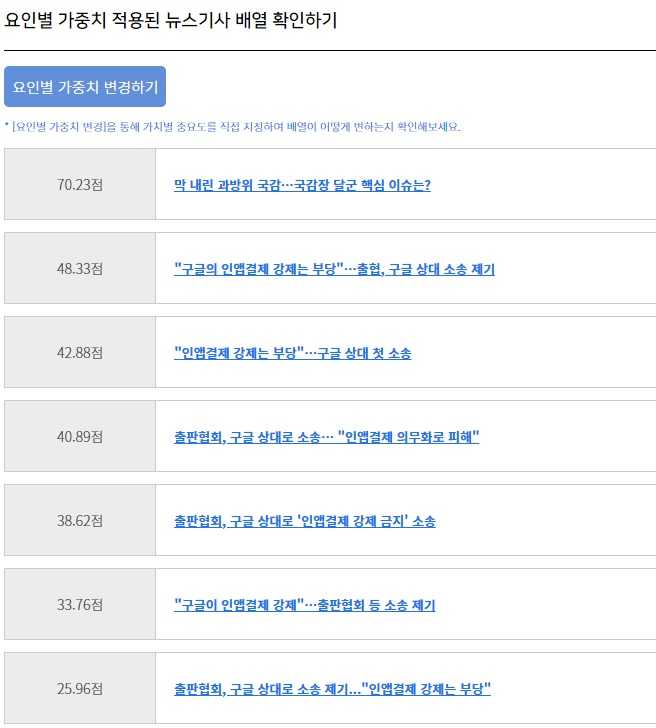 요인별 가중치 적용된 뉴스기사 배열 확인하기
요인별 가중치 변경하기
* [요인별 가중치 변경]을 통해 가치별 중요도를 직접 지정하여 배열이 어떻게 변하는지 확인해보세요.
70.23점
막 내린 과방위 국감…국감장 달군 핵심 이슈는?
48.33점
"구글의 인앱결제 강제는 부당"…출협, 구글 상대 소송 제기
42.88점
"인앱결제 강제는 부당"…구글 상대 첫 소송
40.89점
출판협회, 구글 상대로 소송… "인앱결제 의무화로 피해"
38.62점
출판협회, 구글 상대로 '인앱결제 강제 금지' 소송
33.76점
"구글이 인앱결제 강제"…출판협회 등 소송 제기
25.96점
출판협회, 구글 상대로 소송 제기..."인앱결제 강제는 부당"